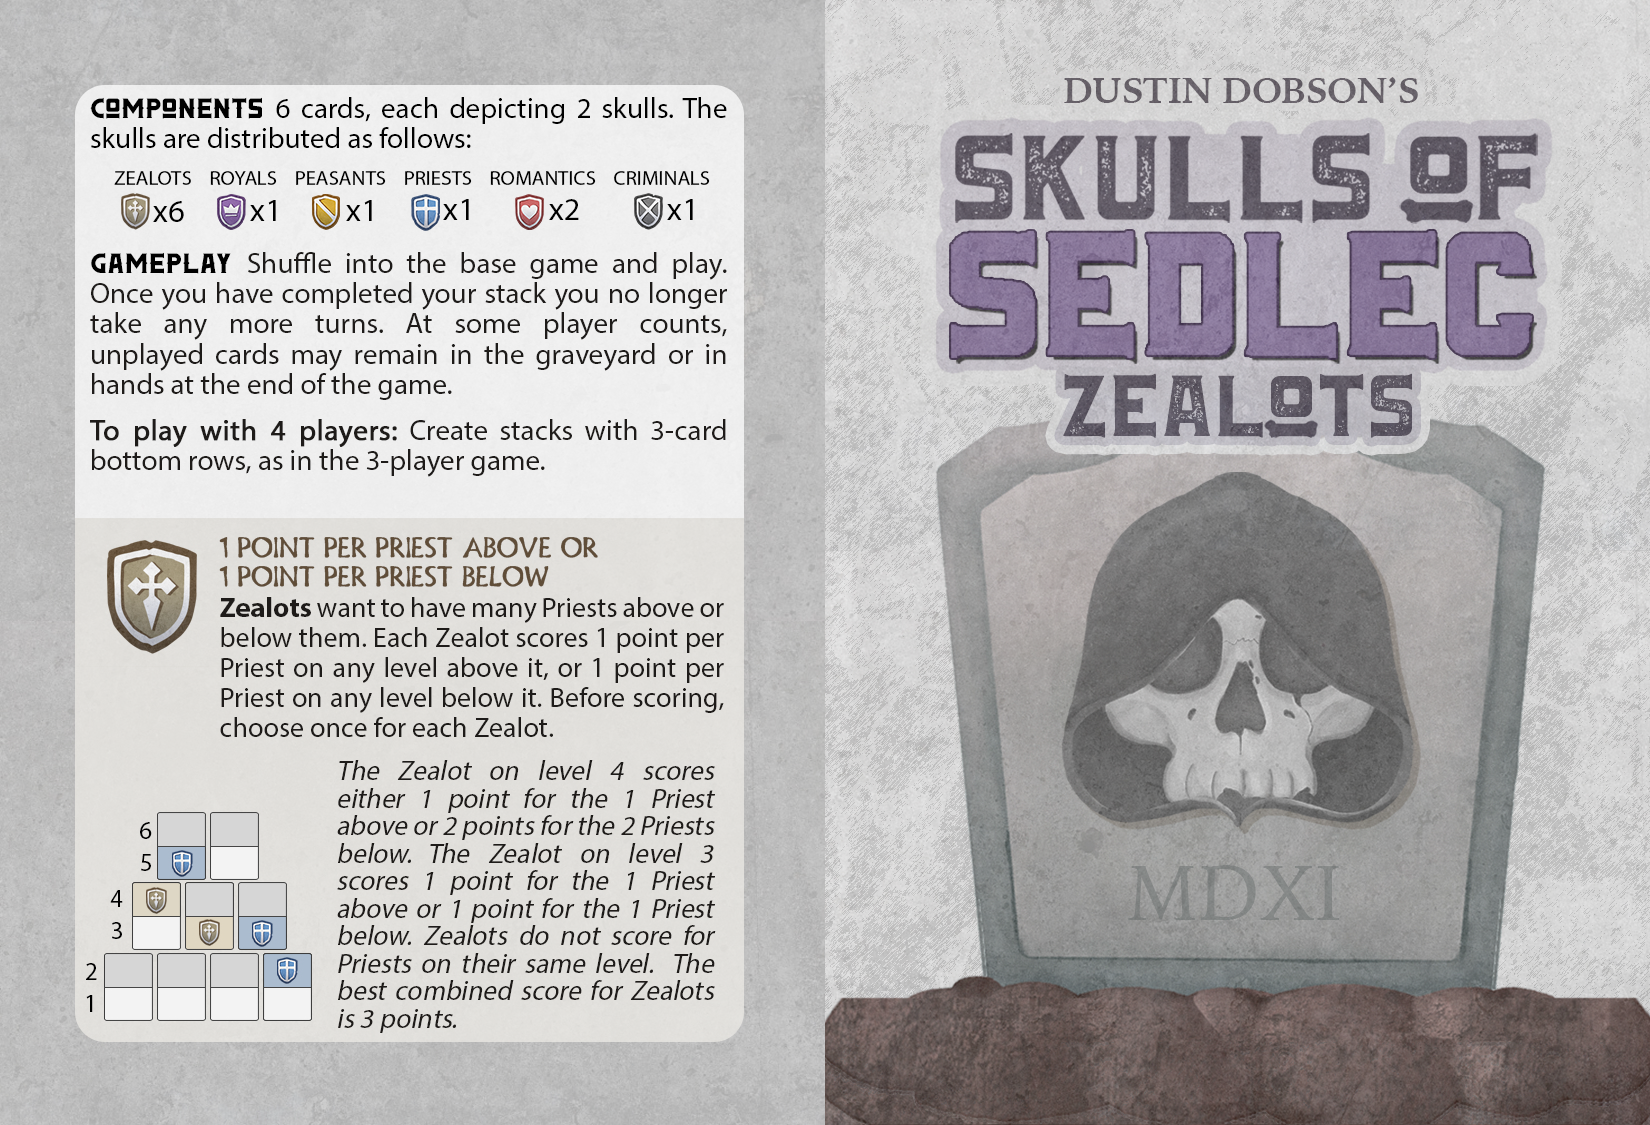 COMPONENTS 6 cards, each depicting 2 skulls. The
skulls are distributed as follows:
ZEALOTS ROYALS PEASANTS PRIESTS ROMANTICS CRIMINALS
x6 x1 x1 x1 x2 x1
GAMEPLAY Shuffle into the base game and play.
Once you have completed your stack you no longer
take any more turns. At some player counts,
unplayed cards may remain in the graveyard or in
hands at the end of the game.
To play with 4 players: Create stacks with 3-card
bottom rows, as in the 3-player game.
1 POINT PER PRIEST ABOVE OR
1 POINT PER PRIEST BELOW
Zealots want to have many Priests above or
below them. Each Zealot scores 1 point per
Priest on any level above it, or 1 point per
Priest on any level below it. Before scoring,
choose once for each Zealot.
The Zealot on level 4 scores
either 1 point for the 1 Priest
above or 2 points for the 2 Priests
below. The Zealot on level 3
scores 1 point for the 1 Priest
above or 1 point for the 1 Priest
below. Zealots do not score for
Priests on their same level. The
best combined score for Zealots
is 3 points.
6
5
4
3
2
1
DUSTIN DOBSON'S
SKULLS OF
SEDLEC
ZEALOTS
MDXI